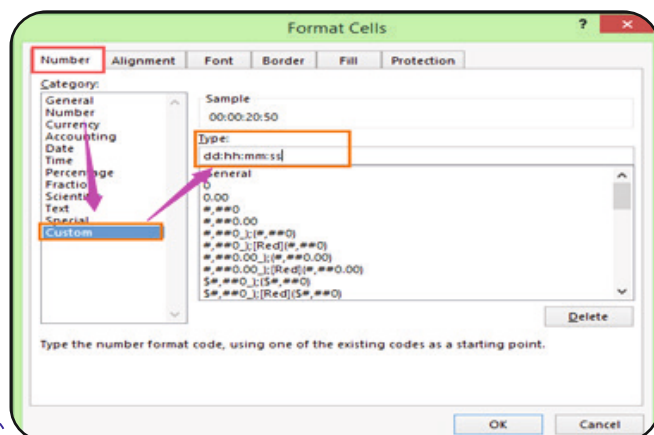 Format Cells
? ×
Number Alignment Font Border Fill Protection
Category:
General
Number
Currency
Accounting
Date
Time
Percentage
Fraction
Scientific
Text
Special
Custom
Sample
00:00:20:50
Type:
dd:hh:mm:ss
General
0
0.00
#,##0
#,##0.00
#,##0_);(#,##0)
#,##0_);[Red](#,##0)
#,##0.00_);(#,##0.00)
#,##0.00_);[Red](#,##0.00)
$#,##0_);($#,##0)
$#,##0_);[Red]($#,##0)
Delete
Type the number format code, using one of the existing codes as a starting point.
OK Cancel